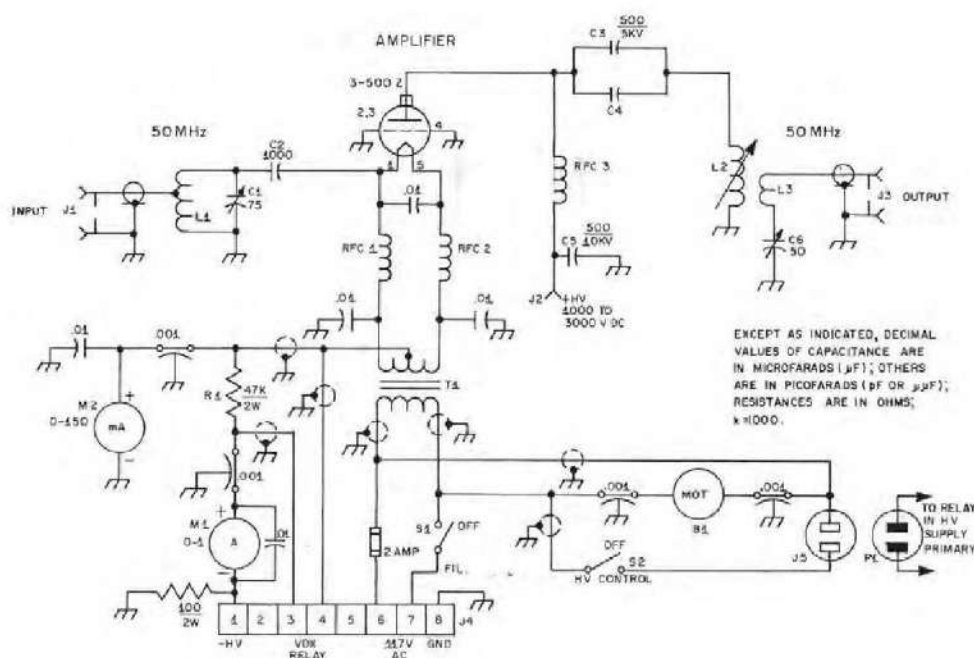 AMPLIFIER
500
5KV
C3
3-500 Z
2,3
4
C4
50 MHz
50 MHz
C2
1000
1
5
.01
C1
75
RFC 3
L2
L3
INPUT
J1
L1
J3
OUTPUT
RFC 1
RFC 2
C5
500
10KV
C6
50
J2
+HV
1000 TO
3000 V DC
.01
.01
.01
.001
EXCEPT AS INDICATED, DECIMAL
VALUES OF CAPACITANCE ARE
IN MICROFARADS (µF); OTHERS
ARE IN PICOFARADS (pF OR µµF);
RESISTANCES ARE IN OHMS;
k=1000.
T1
R1
47K
2W
+
M2
0-150
mA
-
.001
.001
MOT
B1
.001
+
M1
0-1
A
.01
-
S1
OFF
2 AMP
FIL.
OFF
S2
HV CONTROL
J5
P1
TO RELAY
IN HV
SUPPLY
PRIMARY
100
2W
1 2 3 4 5 6 7 8 J4
-HV
VOX
RELAY
117V
AC
GND